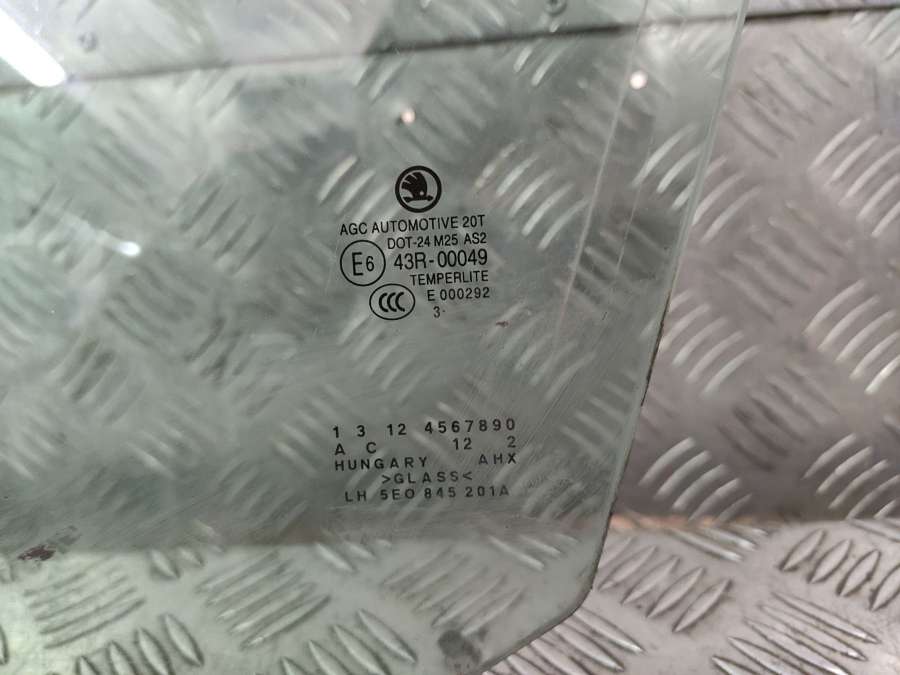 AGC AUTOMOTIVE 20T
DOT-24 M25 AS2
E6 43R-00049
TEMPERLITE
CCC E 000292
3·
1 3 12 4567890
A C 12 2
HUNGARY AHX
>GLASS<
LH 5E0 845 201A